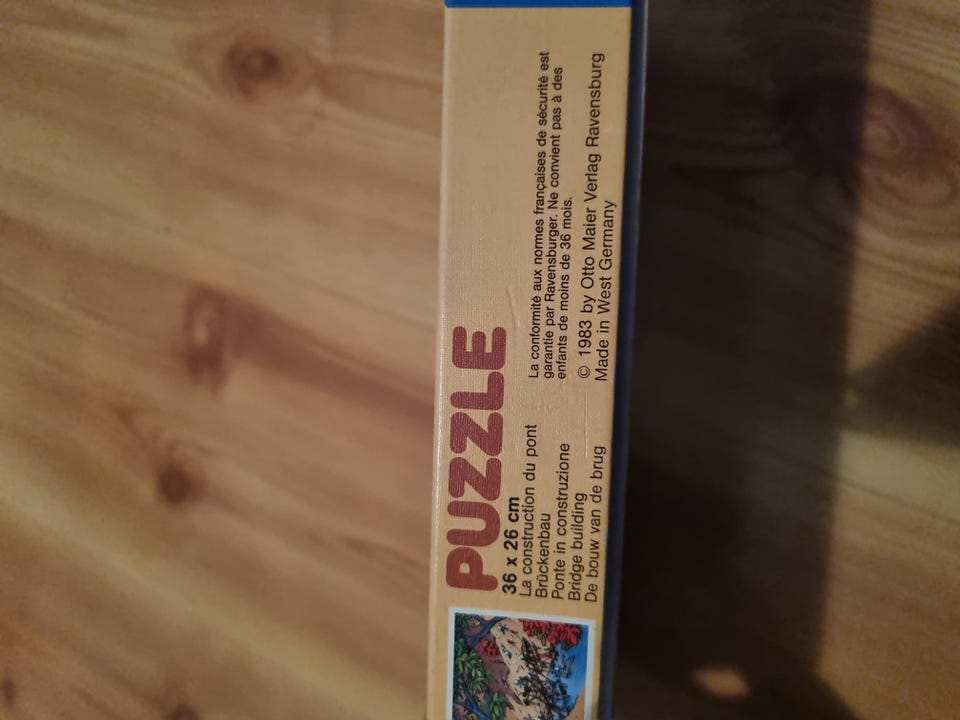 PUZZLE
36 x 26 cm
La construction du pont
Brückenbau
Ponte in construzione
Bridge building
De bouw van de brug
La conformité aux normes françaises de sécurité est
garantie par Ravensburger. Ne convient pas à des
enfants de moins de 36 mois.
© 1983 by Otto Maier Verlag Ravensburg
Made in West Germany